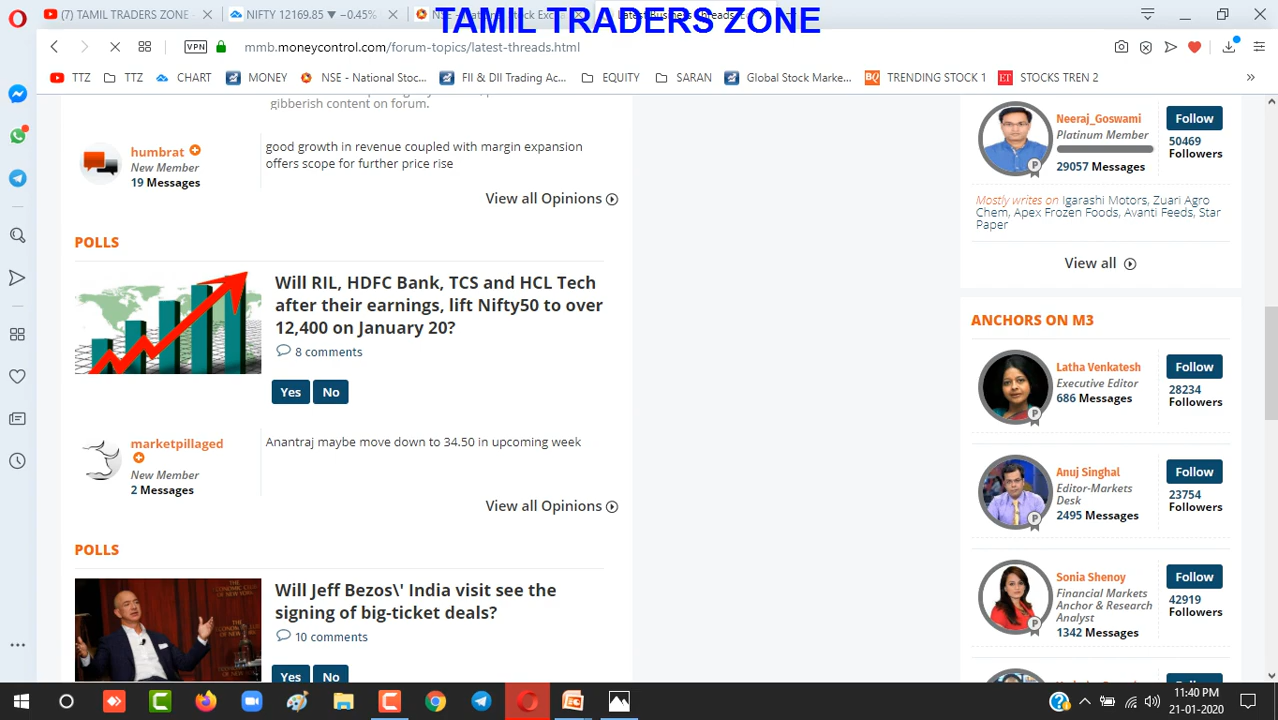 (7) TAMIL TRADERS ZONE
NIFTY 12169.85 ▼ −0.45%
TAMIL TRADERS ZONE
VPN
mmb.moneycontrol.com/forum-topics/latest-threads.html
TTZ
TTZ
CHART
MONEY
NSE - National Stoc...
FII & DII Trading Ac...
EQUITY
SARAN
Global Stock Marke...
BQ
TRENDING STOCK 1
ET
STOCKS TREN 2
gibberish content on forum.
humbrat
New Member
19 Messages
good growth in revenue coupled with margin expansion
offers scope for further price rise
View all Opinions
POLLS
Will RIL, HDFC Bank, TCS and HCL Tech
after their earnings, lift Nifty50 to over
12,400 on January 20?
8 comments
Yes
No
marketpillaged
New Member
2 Messages
Anantraj maybe move down to 34.50 in upcoming week
View all Opinions
POLLS
Will Jeff Bezos\' India visit see the
signing of big-ticket deals?
10 comments
Yes
No
Neeraj_Goswami
Platinum Member
29057 Messages
Follow
50469
Followers
Mostly writes on Igarashi Motors, Zuari Agro
Chem, Apex Frozen Foods, Avanti Feeds, Star
Paper
View all
ANCHORS ON M3
Latha Venkatesh
Executive Editor
686 Messages
Follow
28234
Followers
Anuj Singhal
Editor-Markets
Desk
2495 Messages
Follow
23754
Followers
Sonia Shenoy
Financial Markets
Anchor & Research
Analyst
1342 Messages
Follow
42919
Followers
11:40 PM
21-01-2020